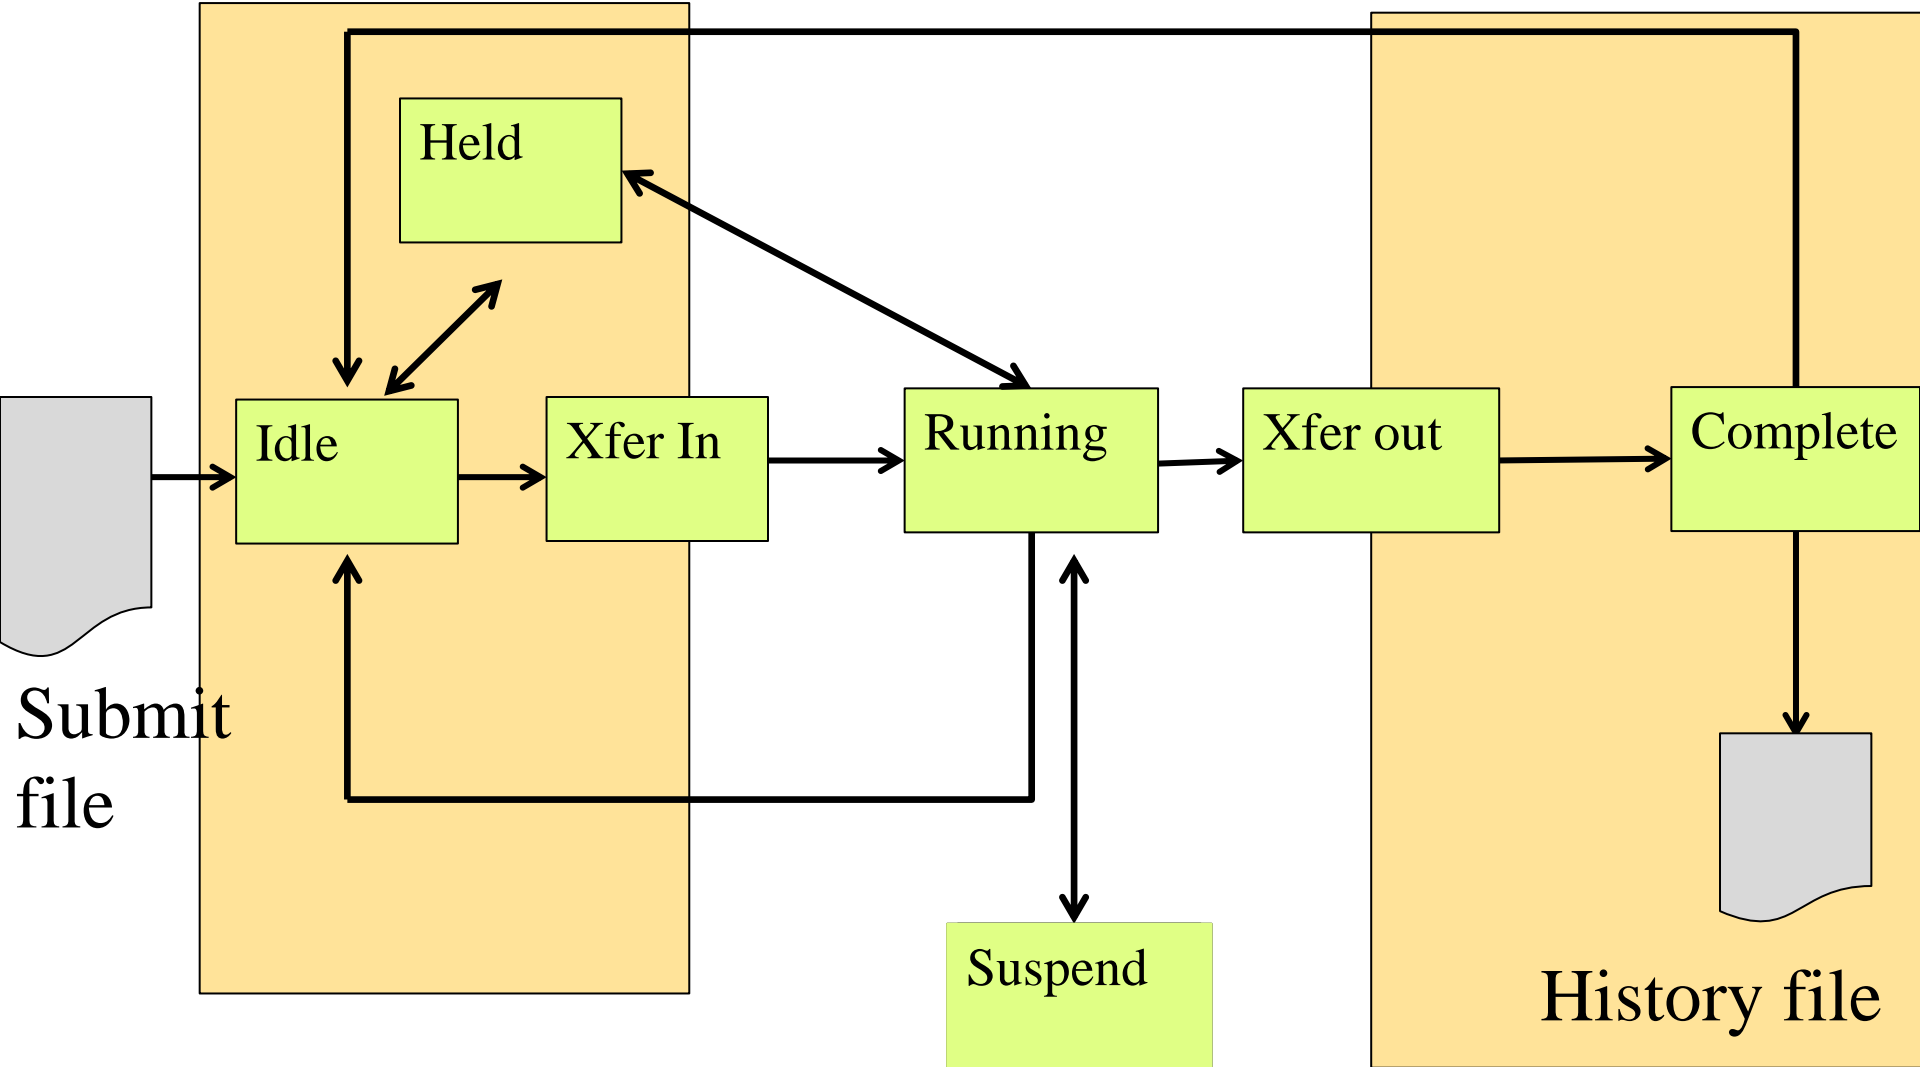 Held
Idle
Xfer In
Running
Xfer out
Complete
Submit
file
Suspend
History file